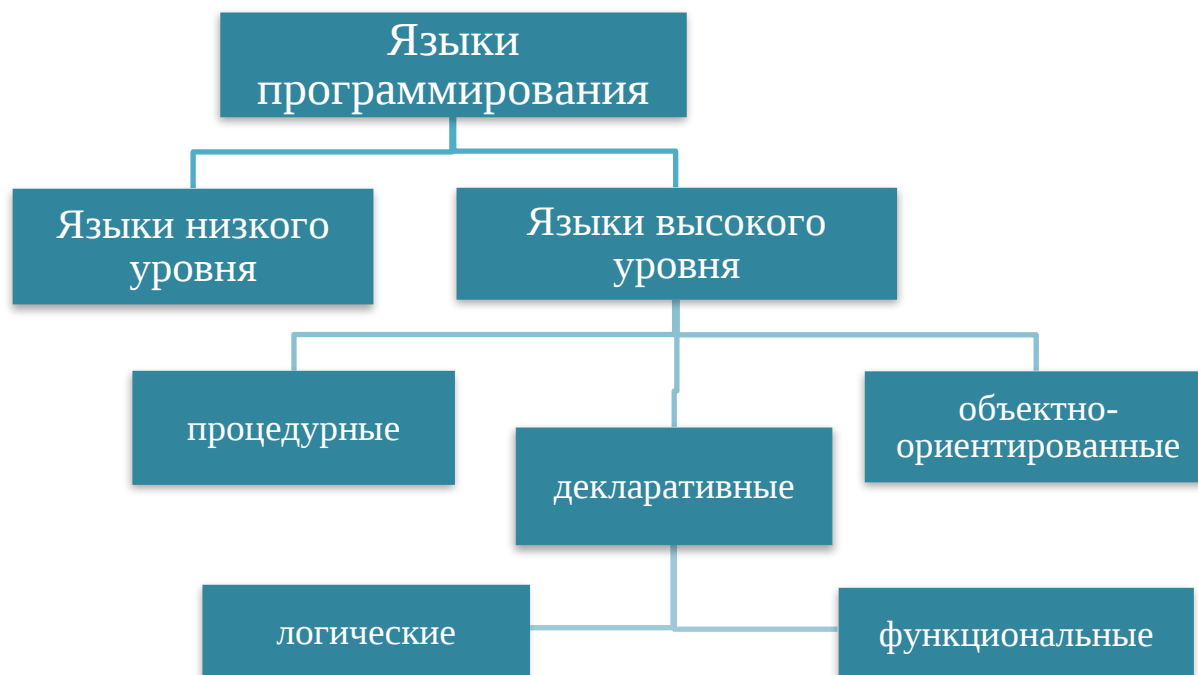 Языки
программирования
Языки низкого
уровня
Языки высокого
уровня
процедурные
декларативные
объектно-
ориентированные
логические
функциональные